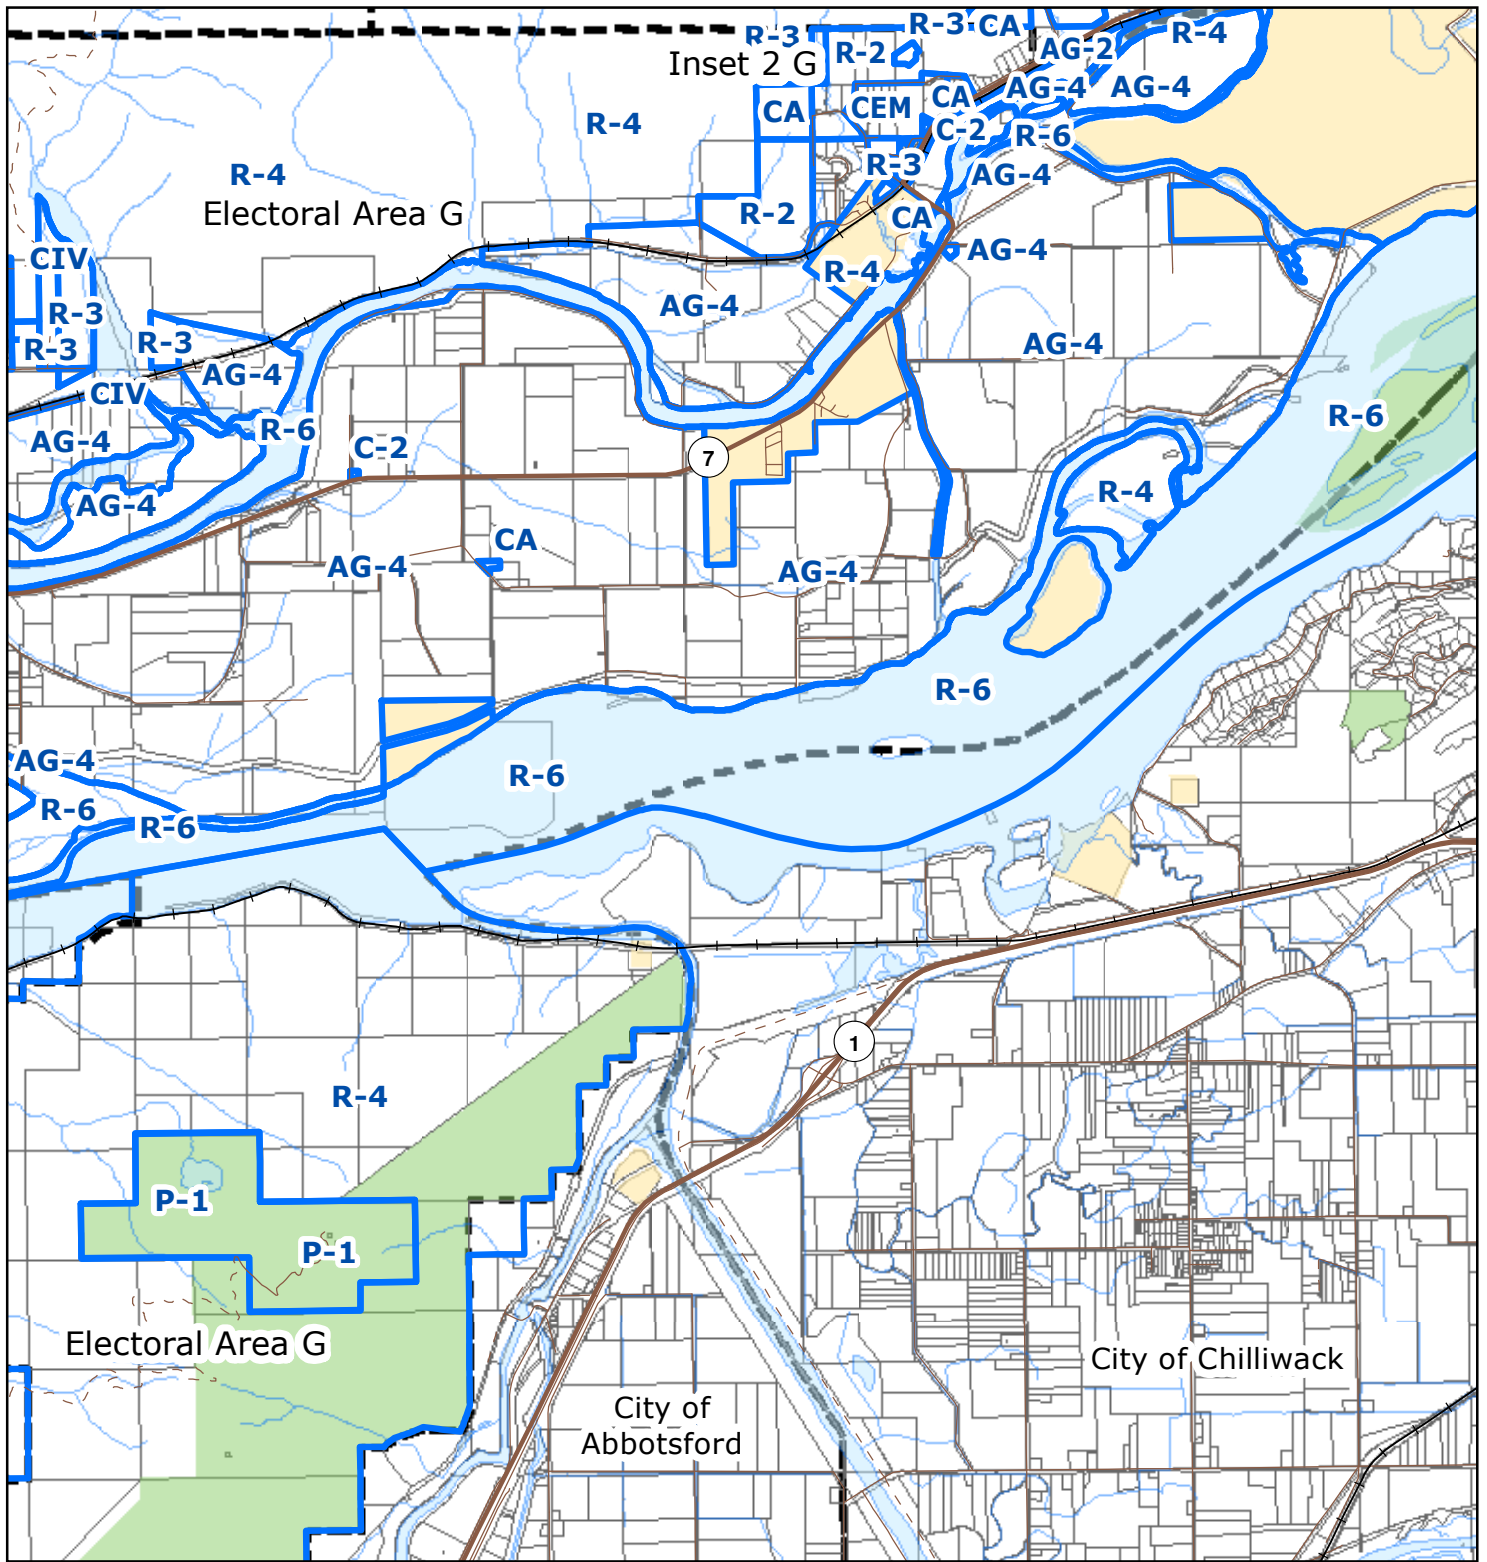 R-3
CA
R-4
R-3
R-2
AG-2
Inset 2 G
AG-4
AG-4
CA
CA
CEM
R-4
C-2
R-6
R-3
AG-4
R-4
Electoral Area G
R-2
CA
AG-4
CIV
R-4
AG-4
R-3
R-3
R-3
AG-4
AG-4
CIV
R-6
R-6
AG-4
C-2
7
R-4
AG-4
CA
AG-4
AG-4
R-6
AG-4
R-6
R-6
R-6
1
R-4
P-1
P-1
Electoral Area G
City of Chilliwack
City of
Abbotsford